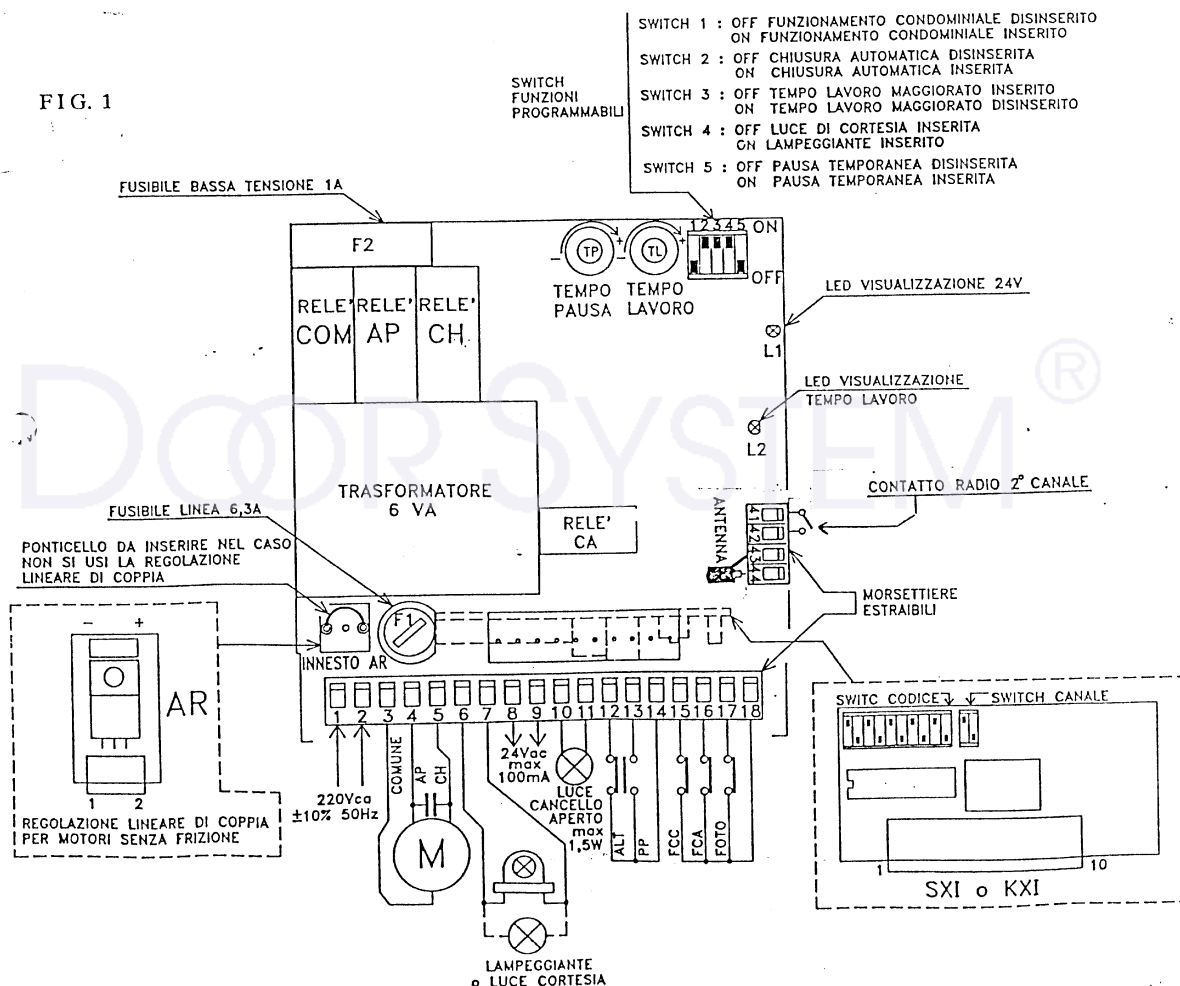 SWITCH 1 : OFF FUNZIONAMENTO CONDOMINIALE DISINSERITO
ON FUNZIONAMENTO CONDOMINIALE INSERITO
SWITCH 2 : OFF CHIUSURA AUTOMATICA DISINSERITA
ON CHIUSURA AUTOMATICA INSERITA
SWITCH 3 : OFF TEMPO LAVORO MAGGIORATO INSERITO
ON TEMPO LAVORO MAGGIORATO DISINSERITO
SWITCH 4 : OFF LUCE DI CORTESIA INSERITA
ON LAMPEGGIANTE INSERITO
SWITCH 5 : OFF PAUSA TEMPORANEA DISINSERITA
ON PAUSA TEMPORANEA INSERITA
SWITCH
FUNZIONI
PROGRAMMABILI
FIG. 1
FUSIBILE BASSA TENSIONE 1A
F2
- TP +
- TL +
12345 ON
OFF
TEMPO
PAUSA
TEMPO
LAVORO
RELE'
COM
RELE'
AP
RELE'
CH
LED VISUALIZZAZIONE 24V
L1
LED VISUALIZZAZIONE
TEMPO LAVORO
L2
DOOR SYSTEM ®
TRASFORMATORE
6 VA
RELE'
CA
CONTATTO RADIO 2° CANALE
ANTENNA
41
42
43
44
MORSETTIERE
ESTRAIBILI
FUSIBILE LINEA 6,3A
PONTICELLO DA INSERIRE NEL CASO
NON SI USI LA REGOLAZIONE
LINEARE DI COPPIA
F1
INNESTO AR
- +
AR
1 2
REGOLAZIONE LINEARE DI COPPIA
PER MOTORI SENZA FRIZIONE
1 2 3 4 5 6 7 8 9 10 11 12 13 14 15 16 17 18
220Vca
±10% 50Hz
COMUNE
AP
CH
M
24Vac
max
100mA
LUCE
CANCELLO
APERTO
max
1,5W
ALT
PP
FCC
FCA
FOTO
LAMPEGGIANTE
o LUCE CORTESIA
SWITC CODICE
SWITCH CANALE
1
10
SXI o KXI